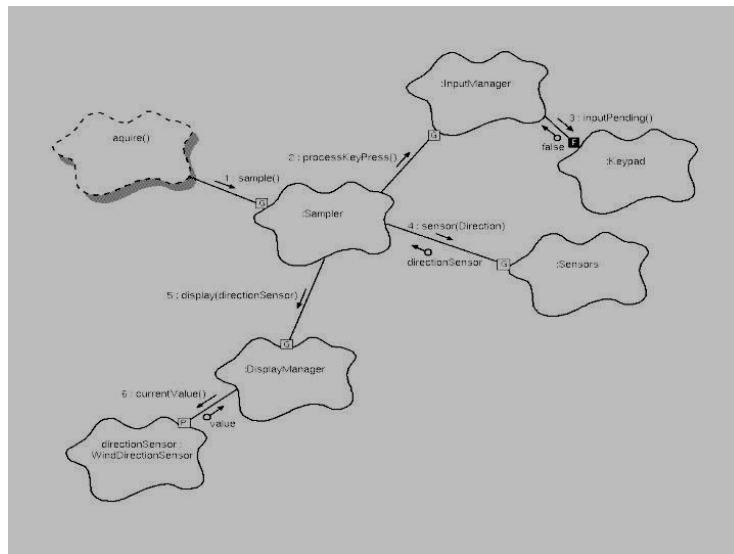 :InputManager
3 : inputPending()
aquire()
false
F
:Keypad
G
2 : processKeyPress()
1 : sample()
G
:Sampler
4 : sensor(Direction)
directionSensor
G
:Sensors
5 : display(directionSensor)
G
:DisplayManager
6 : currentValue()
P
value
directionSensor :
WindDirectionSensor